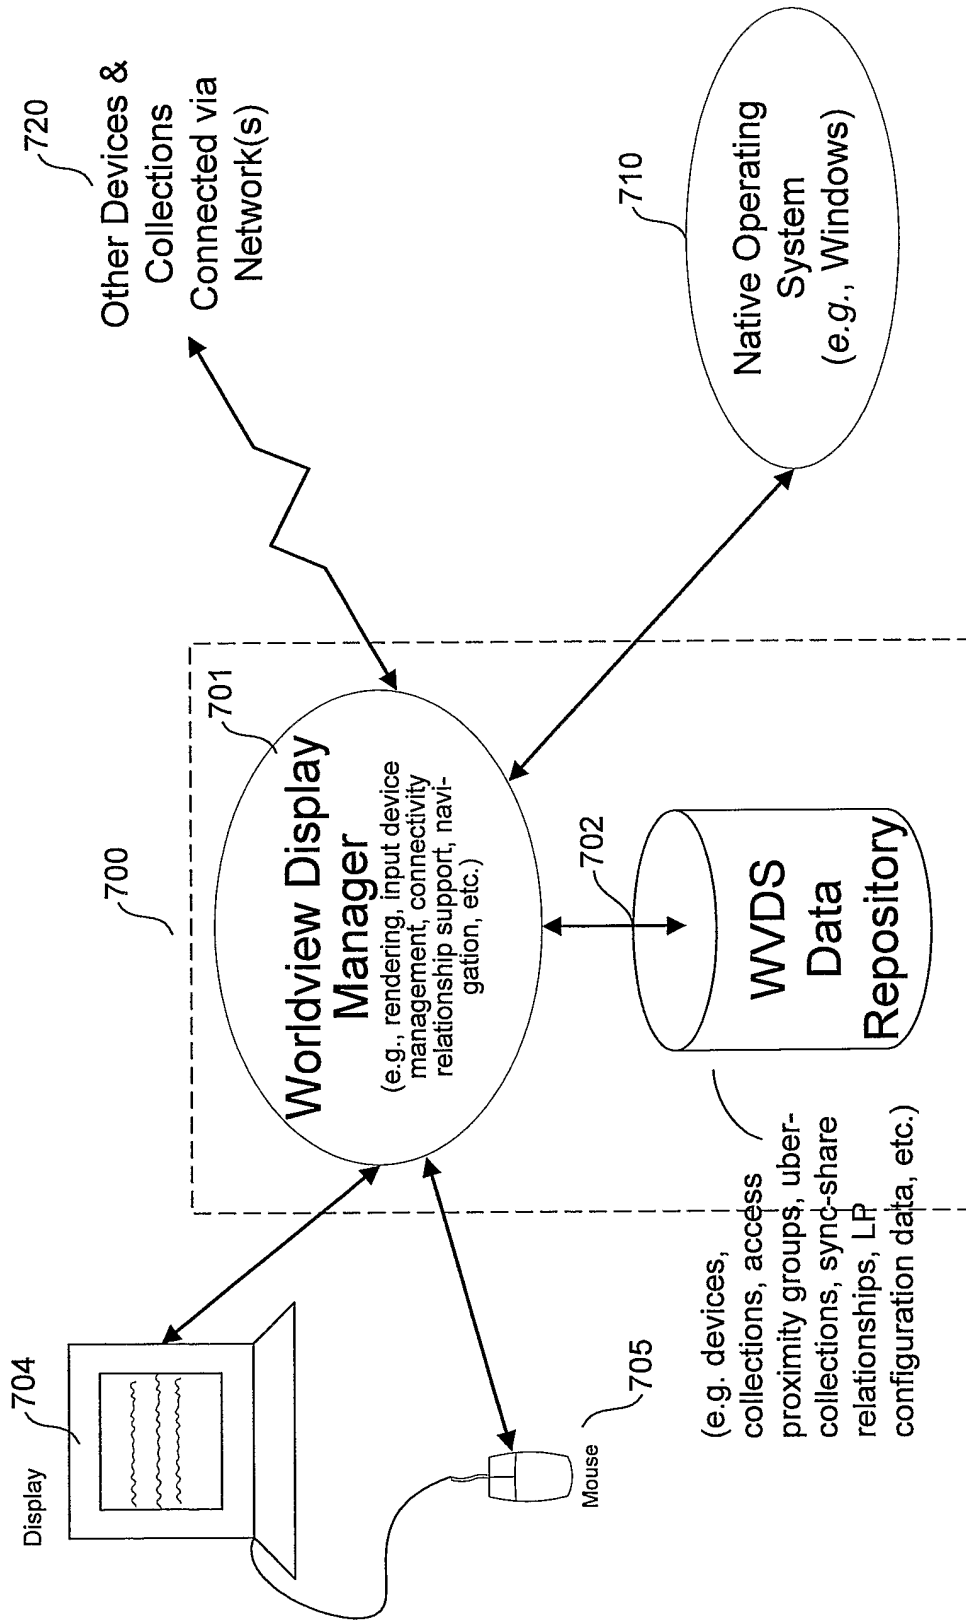 Display
704
Mouse
705
700
701
Worldview Display
Manager
(e.g., rendering, input device
management, connectivity
relationship support, navi-
gation, etc.)
702
WVDS
Data
Repository
(e.g. devices,
collections, access
proximity groups, uber-
collections, sync-share
relationships, LP
configuration data, etc.)
720
Other Devices &
Collections
Connected via
Network(s)
710
Native Operating
System
(e.g., Windows)